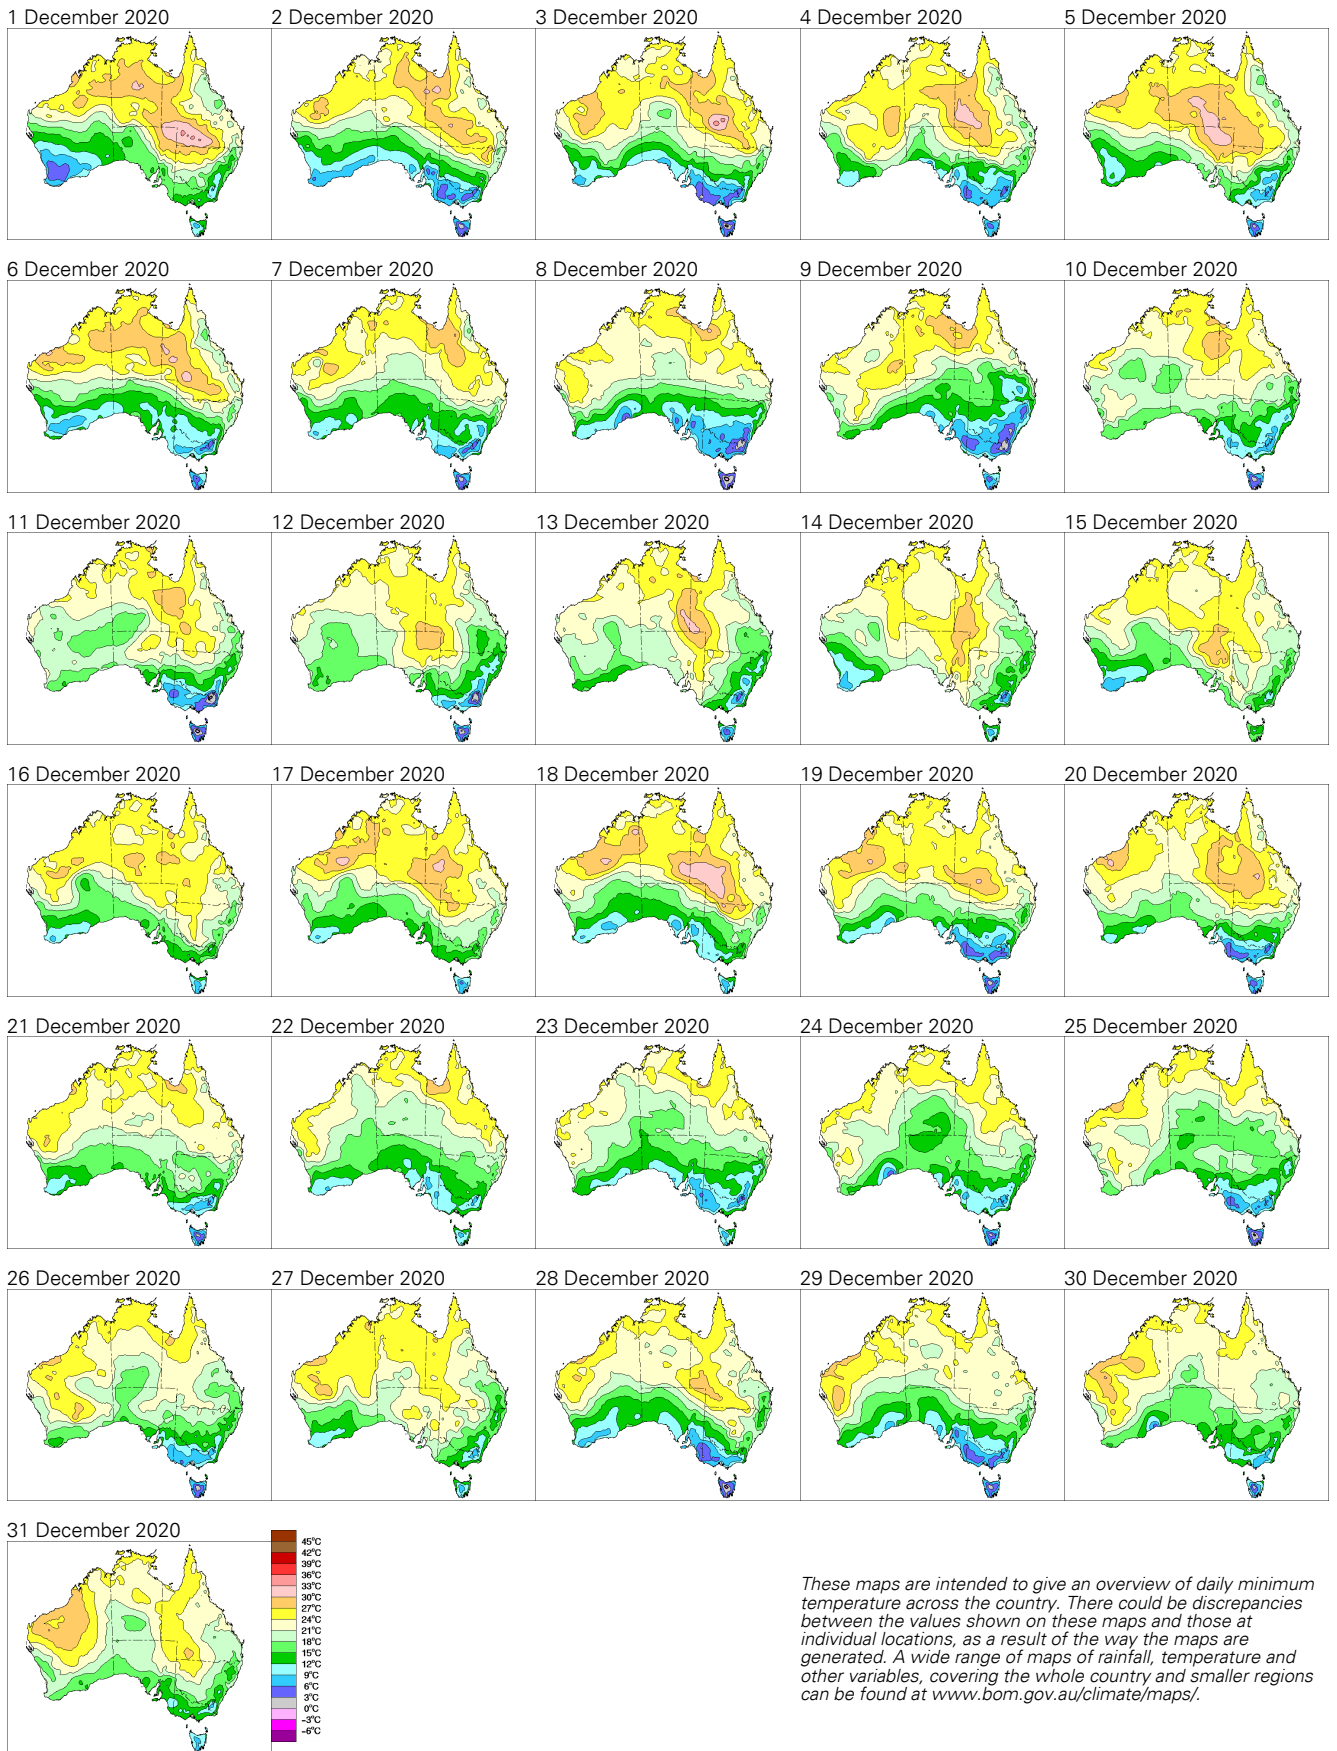 1 December 2020
2 December 2020
3 December 2020
4 December 2020
5 December 2020
6 December 2020
7 December 2020
8 December 2020
9 December 2020
10 December 2020
11 December 2020
12 December 2020
13 December 2020
14 December 2020
15 December 2020
16 December 2020
17 December 2020
18 December 2020
19 December 2020
20 December 2020
21 December 2020
22 December 2020
23 December 2020
24 December 2020
25 December 2020
26 December 2020
27 December 2020
28 December 2020
29 December 2020
30 December 2020
31 December 2020
45°C
42°C
39°C
36°C
33°C
30°C
27°C
24°C
21°C
18°C
15°C
12°C
9°C
6°C
3°C
0°C
-3°C
-6°C
These maps are intended to give an overview of daily minimum
temperature across the country. There could be discrepancies
between the values shown on these maps and those at
individual locations, as a result of the way the maps are
generated. A wide range of maps of rainfall, temperature and
other variables, covering the whole country and smaller regions
can be found at www.bom.gov.au/climate/maps/.